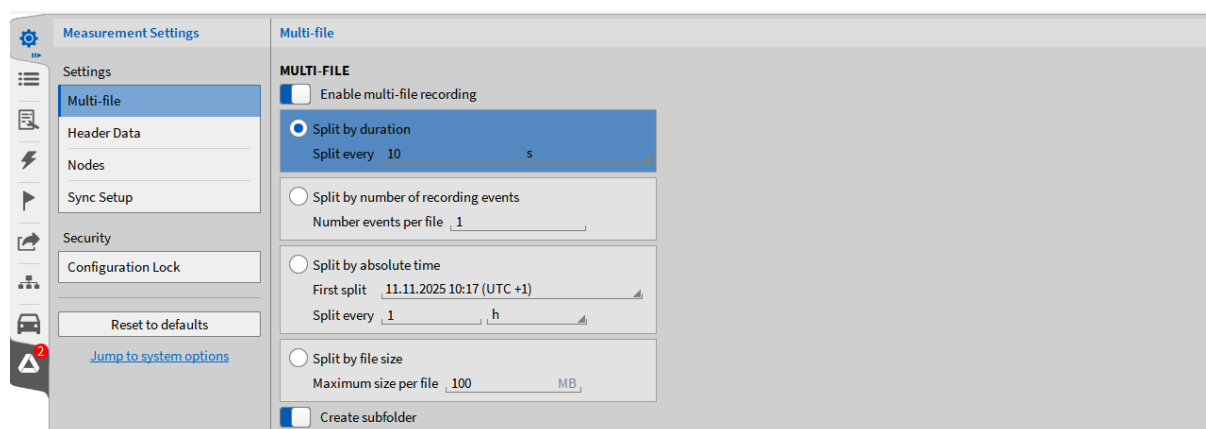 Measurement Settings
Multi-file
Settings
Multi-file
Header Data
Nodes
Sync Setup
Security
Configuration Lock
Reset to defaults
Jump to system options
2
MULTI-FILE
Enable multi-file recording
Split by duration
Split every 10 s
Split by number of recording events
Number events per file 1
Split by absolute time
First split 11.11.2025 10:17 (UTC +1)
Split every 1 h
Split by file size
Maximum size per file 100 MB
Create subfolder